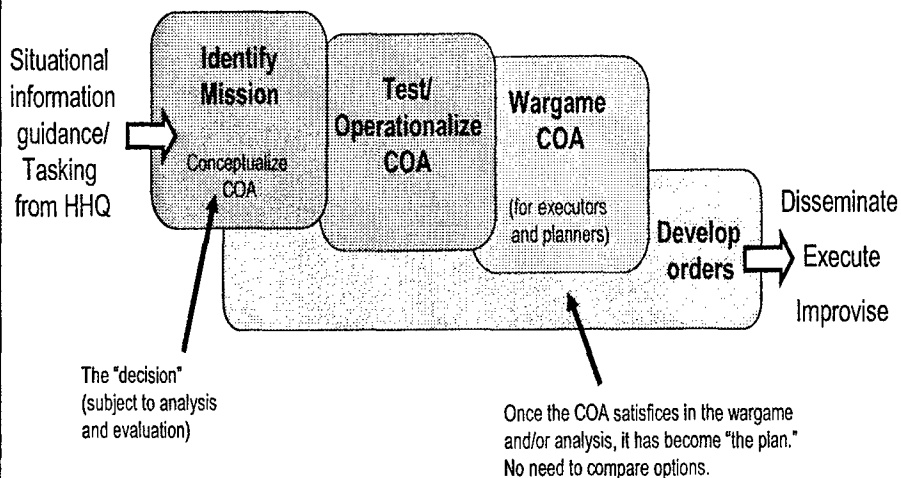 Situational
information
guidance/
Tasking
from HHQ
Identify
Mission
Conceptualize
COA
Test/
Operationalize
COA
Wargame
COA
(for executors
and planners)
Develop
orders
Disseminate
Execute
Improvise
The "decision"
(subject to analysis
and evaluation)
Once the COA satisfices in the wargame
and/or analysis, it has become "the plan."
No need to compare options.